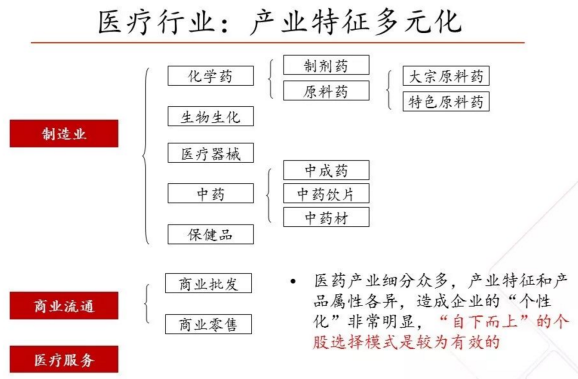 医疗行业：产业特征多元化
制造业
化学药
制剂药
原料药
大宗原料药
特色原料药
生物生化
医疗器械
中药
中成药
中药饮片
中药材
保健品
商业流通
商业批发
商业零售
医疗服务
• 医药产业细分众多，产业特征和产
品属性各异，造成企业的“个性
化”非常明显，“自下而上”的个
股选择模式是较为有效的